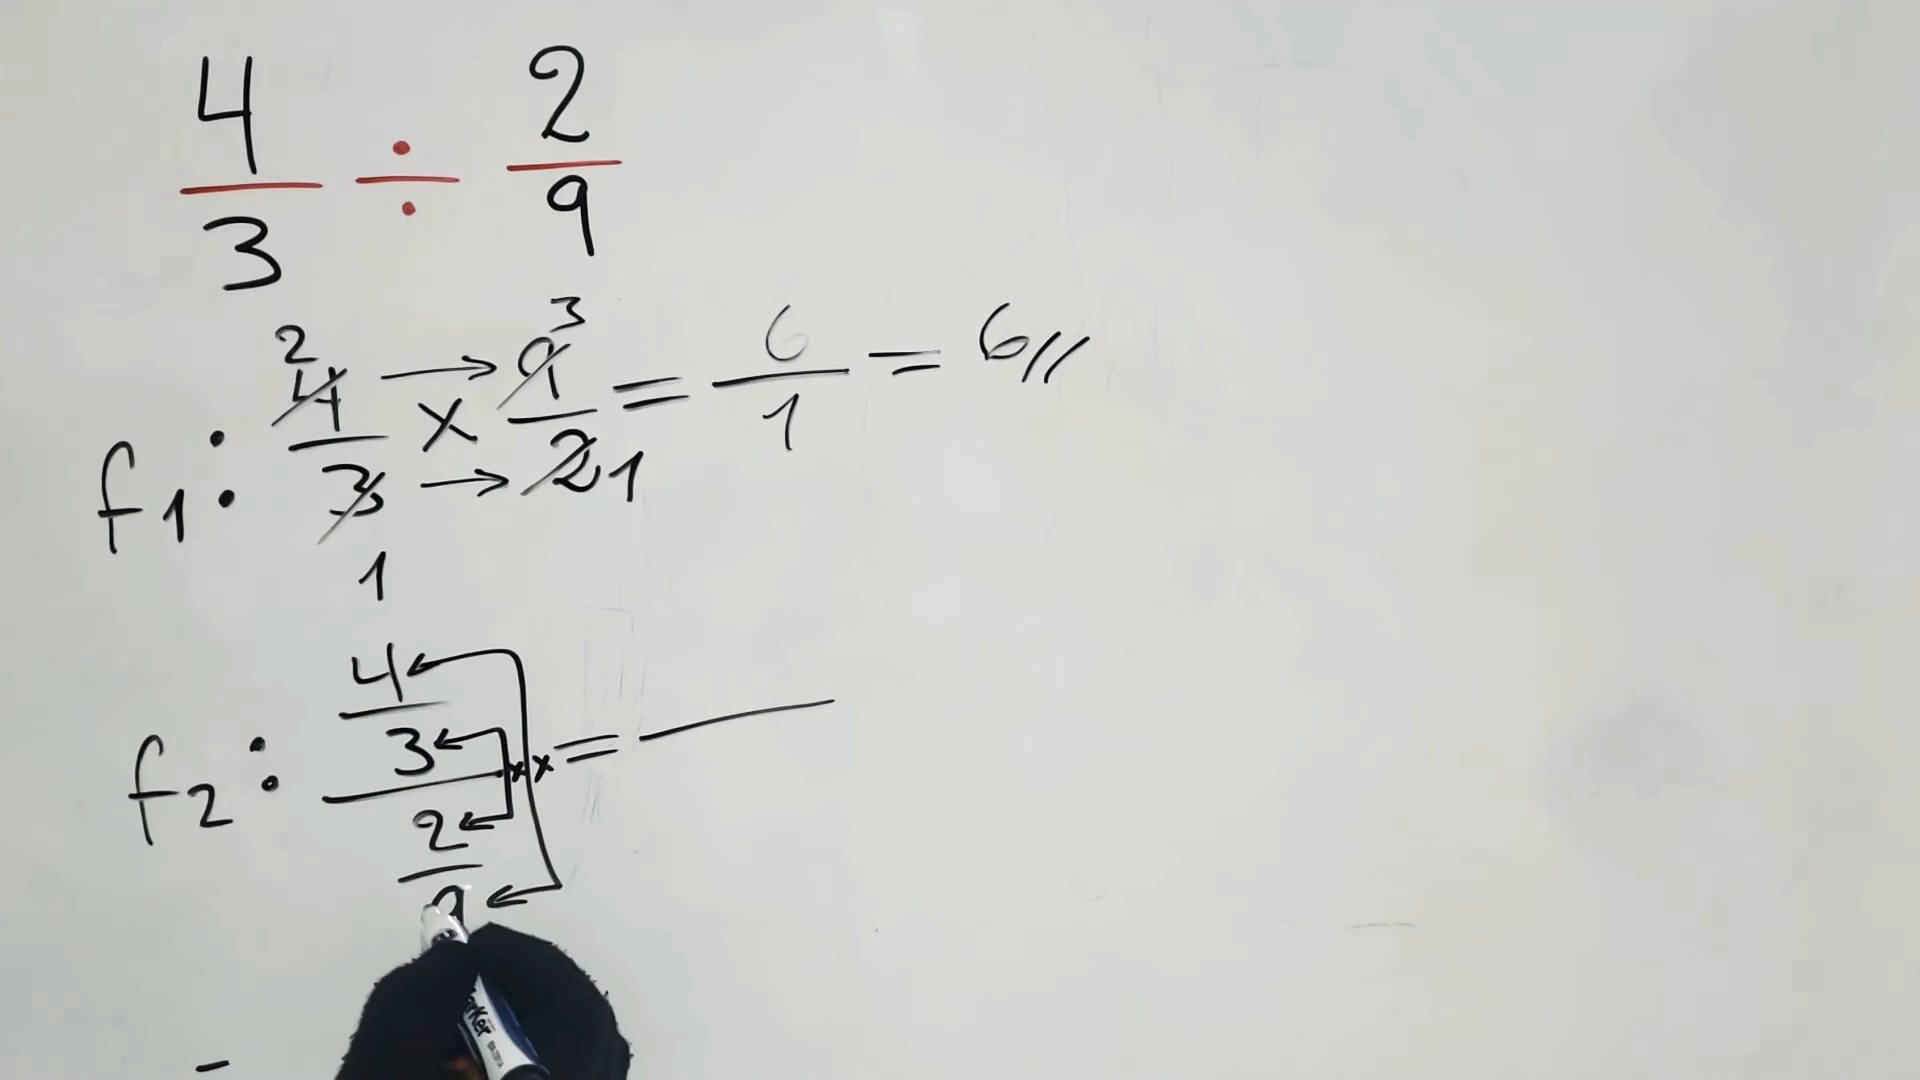 4/3 ÷ 2/9
f1: 4/3 x 9/2 = 6/1 = 6//
2 3
1 1
f2: 4/3 / 2/9 x x =